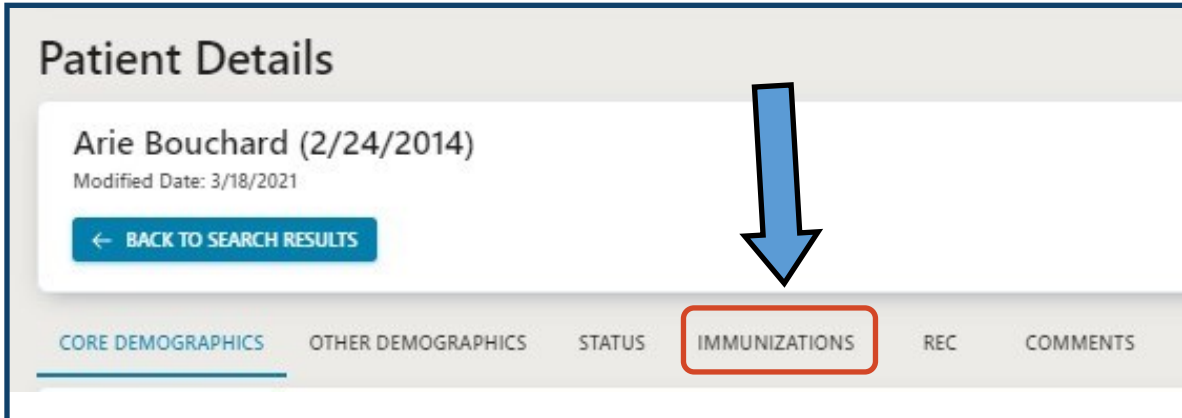 Patient Details
Arie Bouchard (2/24/2014)
Modified Date: 3/18/2021
← BACK TO SEARCH RESULTS
CORE DEMOGRAPHICS OTHER DEMOGRAPHICS STATUS IMMUNIZATIONS REC COMMENTS